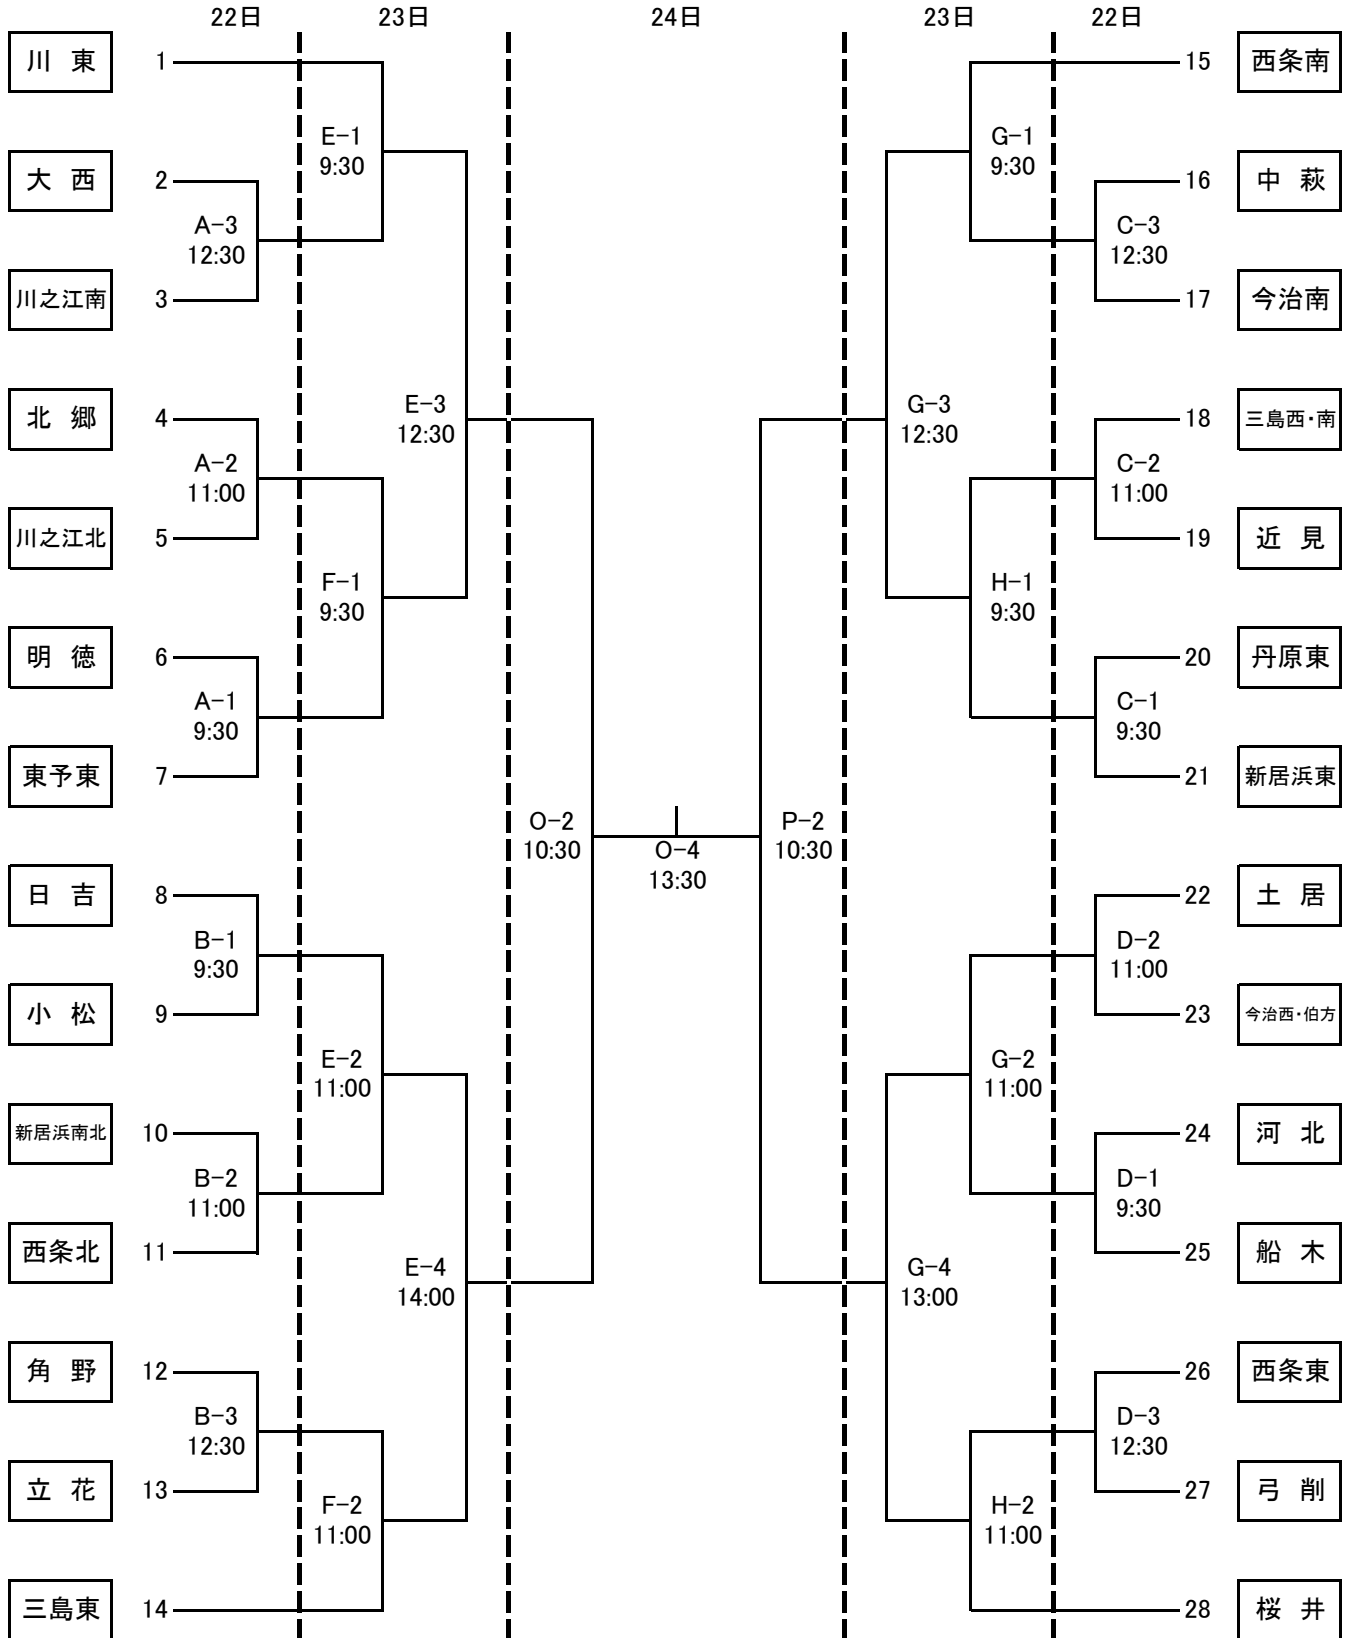 22日 23日 24日 23日 22日
川 東 1 15 西条南
E-1 G-1
9:30 9:30
大 西 2 16 中 萩
A-3 C-3
12:30 12:30
川之江南 3 17 今治南
E-3 G-3
12:30 12:30
北 郷 4 18 三島西・南
A-2 C-2
11:00 11:00
川之江北 5 19 近 見
F-1 H-1
9:30 9:30
明 徳 6 20 丹原東
A-1 C-1
9:30 9:30
東予東 7 21 新居浜東
O-2 P-2
10:30 10:30
O-4
13:30
日 吉 8 22 土 居
B-1 D-2
9:30 11:00
小 松 9 23 今治西・伯方
E-2 G-2
11:00 11:00
新居浜南北 10 24 河 北
B-2 D-1
11:00 9:30
西条北 11 25 船 木
E-4 G-4
14:00 13:00
角 野 12 26 西条東
B-3 D-3
12:30 12:30
立 花 13 27 弓 削
F-2 H-2
11:00 11:00
三島東 14 28 桜 井